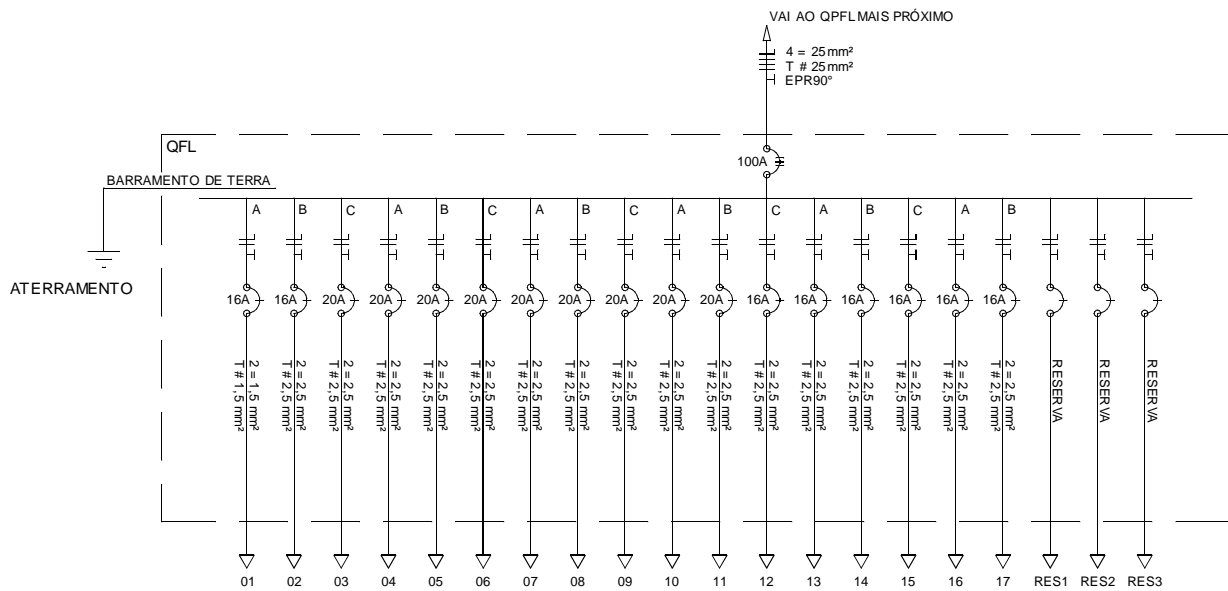 VAI AO QPFL MAIS PRÓXIMO
4 = 25mm²
T # 25mm²
EPR90°
QFL
100A
BARRAMENTO DE TERRA
A B C A B C A B C A B C A B C A B
ATERRAMENTO
16A 16A 20A 20A 20A 20A 20A 20A 20A 20A 20A 16A 16A 16A 16A 16A 16A
2 = 1,5 mm²
T # 1,5 mm²
2 = 2,5 mm²
T # 2,5 mm²
2 = 2,5 mm²
T # 2,5 mm²
2 = 2,5 mm²
T # 2,5 mm²
2 = 2,5 mm²
T # 2,5 mm²
2 = 2,5 mm²
T # 2,5 mm²
2 = 2,5 mm²
T # 2,5 mm²
2 = 2,5 mm²
T # 2,5 mm²
2 = 2,5 mm²
T # 2,5 mm²
2 = 2,5 mm²
T # 2,5 mm²
2 = 2,5 mm²
T # 2,5 mm²
2 = 2,5 mm²
T # 2,5 mm²
2 = 2,5 mm²
T # 2,5 mm²
2 = 2,5 mm²
T # 2,5 mm²
2 = 2,5 mm²
T # 2,5 mm²
2 = 2,5 mm²
T # 2,5 mm²
2 = 2,5 mm²
T # 2,5 mm²
RESERVA
RESERVA
RESERVA
01 02 03 04 05 06 07 08 09 10 11 12 13 14 15 16 17 RES1 RES2 RES3